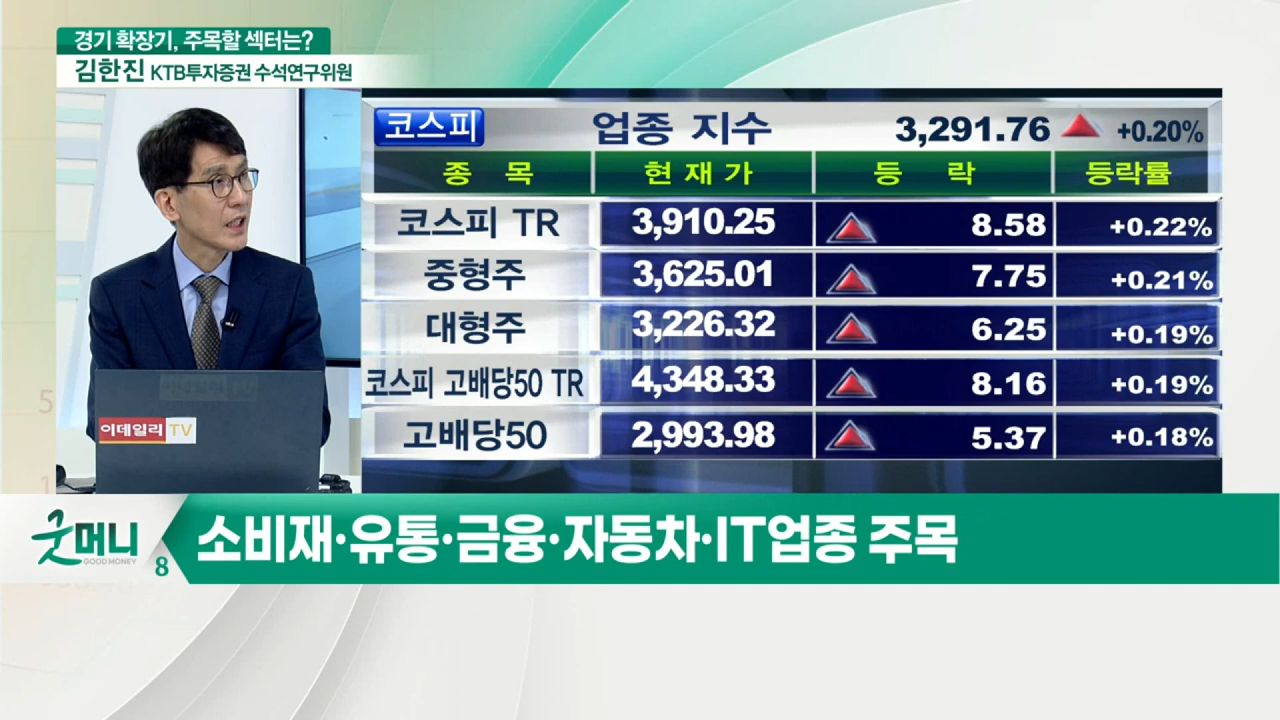 경기 확장기, 주목할 섹터는?
김한진 KTB투자증권 수석연구위원
코스피 업종 지수 3,291.76 +0.20%
종 목 현재가 등 락 등락률
코스피 TR 3,910.25 8.58 +0.22%
중형주 3,625.01 7.75 +0.21%
대형주 3,226.32 6.25 +0.19%
코스피 고배당50 TR 4,348.33 8.16 +0.19%
고배당50 2,993.98 5.37 +0.18%
이데일리 TV
굿머니
GOOD MONEY
8
소비재·유통·금융·자동차·IT업종 주목